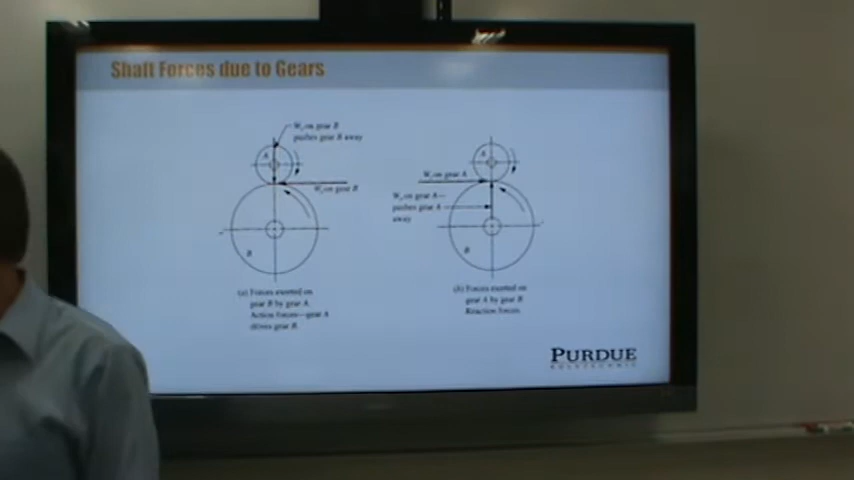 Shaft Forces due to Gears
Wr on gear B
pushes gear B away
A
Wt on gear B
B
(a) Forces exerted on
gear B by gear A.
Action forces—gear A
drives gear B.
A
Wt on gear A
Wr on gear A—
pushes gear A
away
B
(b) Forces exerted on
gear A by gear B
Reaction forces
PURDUE
POLYTECHNIC